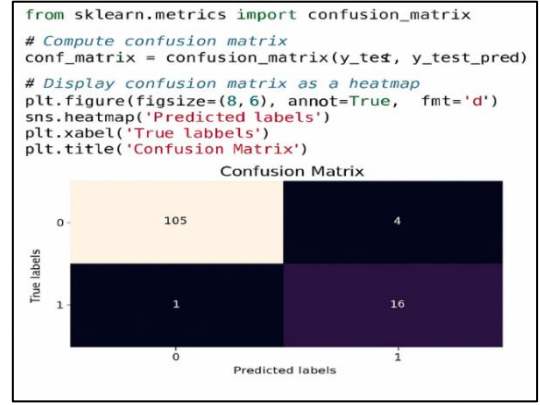 from sklearn.metrics import confusion_matrix
# Compute confusion matrix
conf_matrix = confusion_matrix(y_test, y_test_pred)
# Display confusion matrix as a heatmap
plt.figure(figsize=(8,6), annot=True, fmt='d')
sns.heatmap('Predicted labels')
plt.xabel('True labbels')
plt.title('Confusion Matrix')
Confusion Matrix
0
105
4
True labels
1
1
16
0
1
Predicted labels